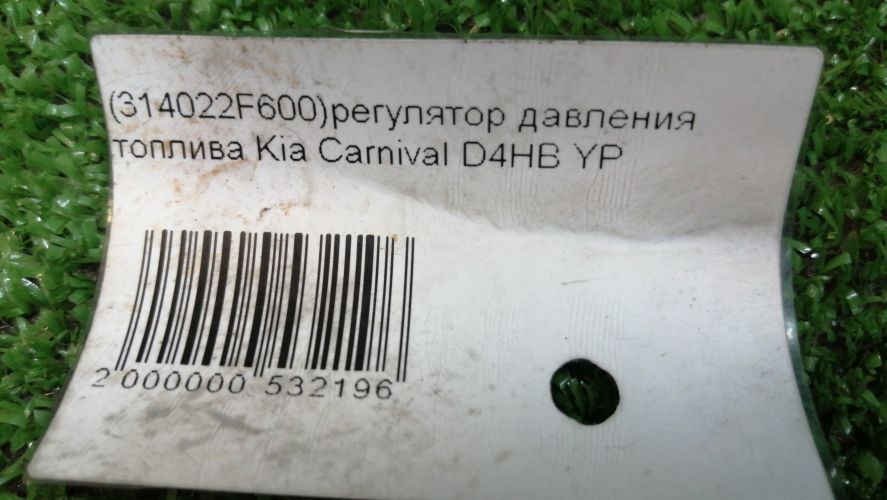 (314022F600)регулятор давления
топлива Kia Carnival D4HB YP
2 000000 532196